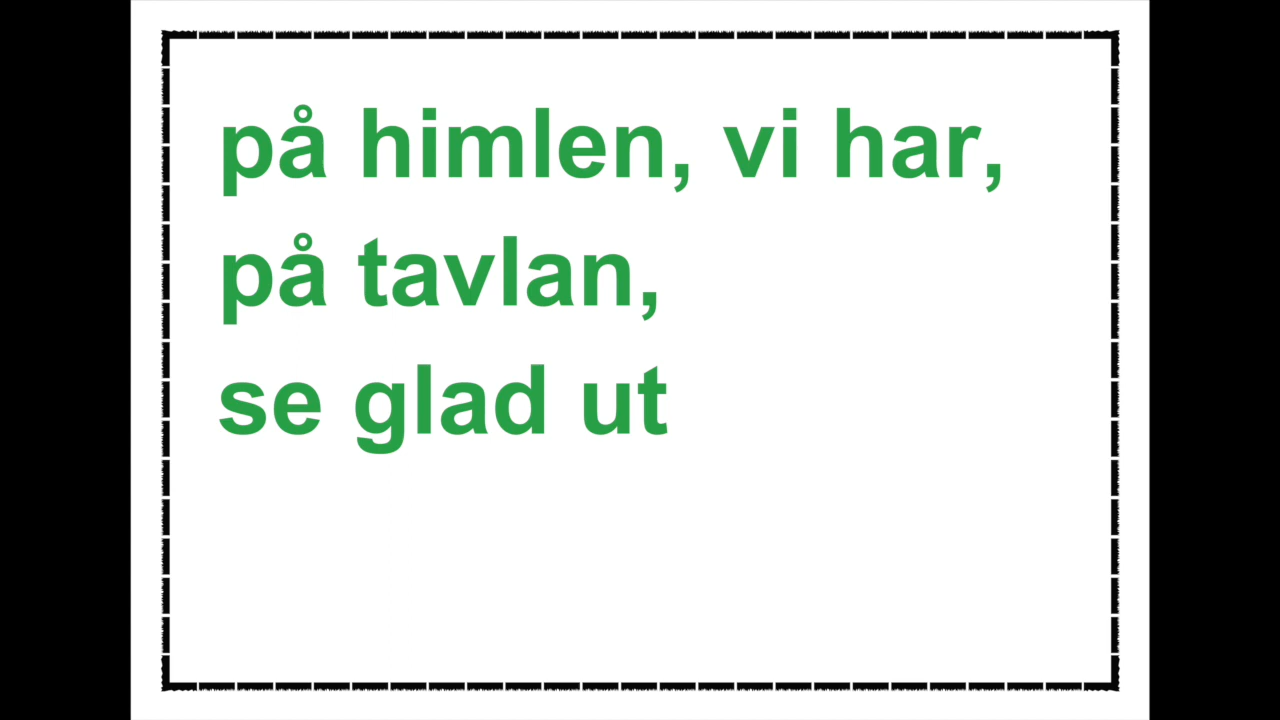 på himlen, vi har,
på tavlan,
se glad ut